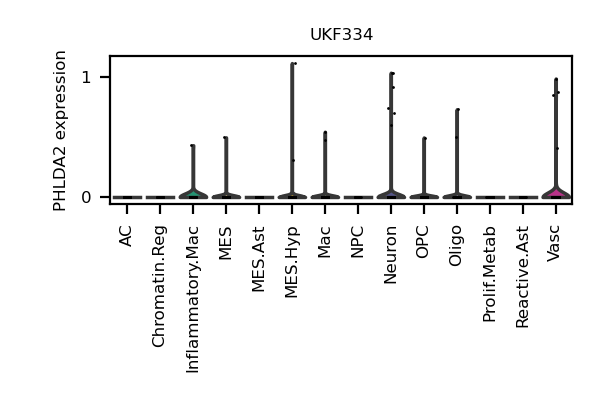 UKF334
PHLDA2 expression
1
0
AC
Chromatin.Reg
Inflammatory.Mac
MES
MES.Ast
MES.Hyp
Mac
NPC
Neuron
OPC
Oligo
Prolif.Metab
Reactive.Ast
Vasc